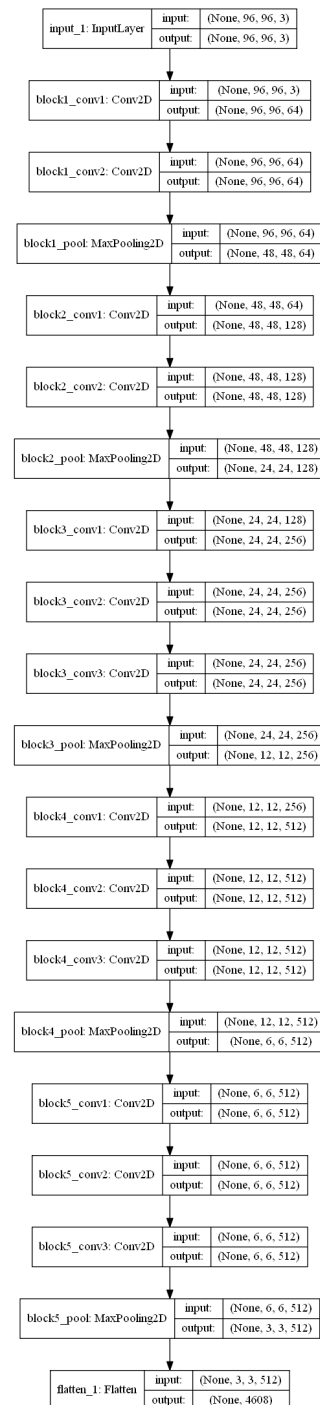 input_1: InputLayer
input: (None, 96, 96, 3)
output: (None, 96, 96, 3)
block1_conv1: Conv2D
input: (None, 96, 96, 3)
output: (None, 96, 96, 64)
block1_conv2: Conv2D
input: (None, 96, 96, 64)
output: (None, 96, 96, 64)
block1_pool: MaxPooling2D
input: (None, 96, 96, 64)
output: (None, 48, 48, 64)
block2_conv1: Conv2D
input: (None, 48, 48, 64)
output: (None, 48, 48, 128)
block2_conv2: Conv2D
input: (None, 48, 48, 128)
output: (None, 48, 48, 128)
block2_pool: MaxPooling2D
input: (None, 48, 48, 128)
output: (None, 24, 24, 128)
block3_conv1: Conv2D
input: (None, 24, 24, 128)
output: (None, 24, 24, 256)
block3_conv2: Conv2D
input: (None, 24, 24, 256)
output: (None, 24, 24, 256)
block3_conv3: Conv2D
input: (None, 24, 24, 256)
output: (None, 24, 24, 256)
block3_pool: MaxPooling2D
input: (None, 24, 24, 256)
output: (None, 12, 12, 256)
block4_conv1: Conv2D
input: (None, 12, 12, 256)
output: (None, 12, 12, 512)
block4_conv2: Conv2D
input: (None, 12, 12, 512)
output: (None, 12, 12, 512)
block4_conv3: Conv2D
input: (None, 12, 12, 512)
output: (None, 12, 12, 512)
block4_pool: MaxPooling2D
input: (None, 12, 12, 512)
output: (None, 6, 6, 512)
block5_conv1: Conv2D
input: (None, 6, 6, 512)
output: (None, 6, 6, 512)
block5_conv2: Conv2D
input: (None, 6, 6, 512)
output: (None, 6, 6, 512)
block5_conv3: Conv2D
input: (None, 6, 6, 512)
output: (None, 6, 6, 512)
block5_pool: MaxPooling2D
input: (None, 6, 6, 512)
output: (None, 3, 3, 512)
flatten_1: Flatten
input: (None, 3, 3, 512)
output: (None, 4608)